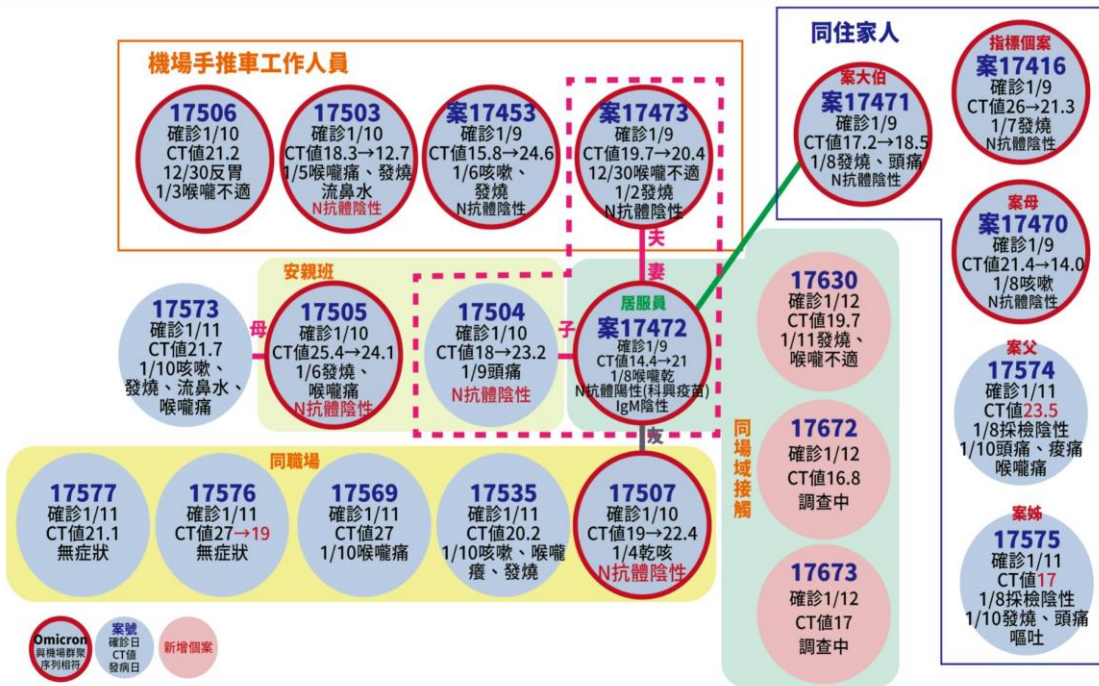 機場手推車工作人員
17506
確診1/10
CT值21.2
12/30反胃
1/3喉嚨不適
17503
確診1/10
CT值18.3→12.7
1/5喉嚨痛、發燒
流鼻水
N抗體陰性
案17453
確診1/9
CT值15.8→24.6
1/6咳嗽、
發燒
N抗體陰性
案17473
確診1/9
CT值19.7→20.4
12/30喉嚨不適
1/2發燒
N抗體陰性
同住家人
案大伯
案17471
確診1/9
CT值17.2→18.5
1/8發燒、頭痛
N抗體陰性
指標個案
案17416
確診1/9
CT值26→21.3
1/7發燒
N抗體陰性
案母
案17470
確診1/9
CT值21.4→14.0
1/8咳嗽
N抗體陰性
案父
17574
確診1/11
CT值23.5
1/8採檢陰性
1/10頭痛、痠痛
喉嚨痛
案姊
17575
確診1/11
CT值17
1/8採檢陰性
1/10發燒、頭痛
嘔吐
夫
妻
17573
確診1/11
CT值21.7
1/10咳嗽、
發燒、流鼻水、
喉嚨痛
母
安親班
17505
確診1/10
CT值25.4→24.1
1/6發燒、
喉嚨痛
N抗體陰性
17504
確診1/10
CT值18→23.2
1/9頭痛
N抗體陰性
子
居服員
案17472
確診1/9
CT值14.4→21
1/8喉嚨乾
N抗體陽性(科興疫苗)
IgM陰性
友
同場域接觸
17630
確診1/12
CT值19.7
1/11發燒、
喉嚨不適
17672
確診1/12
CT值16.8
調查中
17673
確診1/12
CT值17
調查中
同職場
17577
確診1/11
CT值21.1
無症狀
17576
確診1/11
CT值27→19
無症狀
17569
確診1/11
CT值27
1/10喉嚨痛
17535
確診1/11
CT值20.2
1/10咳嗽、喉嚨
癢、發燒
17507
確診1/10
CT值19→22.4
1/4乾咳
N抗體陰性
Omicron
與機場群聚
序列相符
案號
確診日
CT值
發病日
新增個案